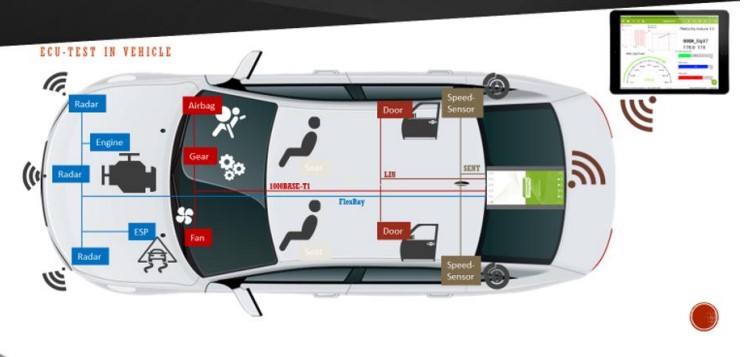 ECU-TEST IN VEHICLE
Radar
Airbag
Door
Speed-
Sensor
Engine
Gear
Radar
Seat
LIN
SENT
1000BASE-T1
FlexRay
ESP
Fan
Door
Radar
Seat
Speed-
Sensor